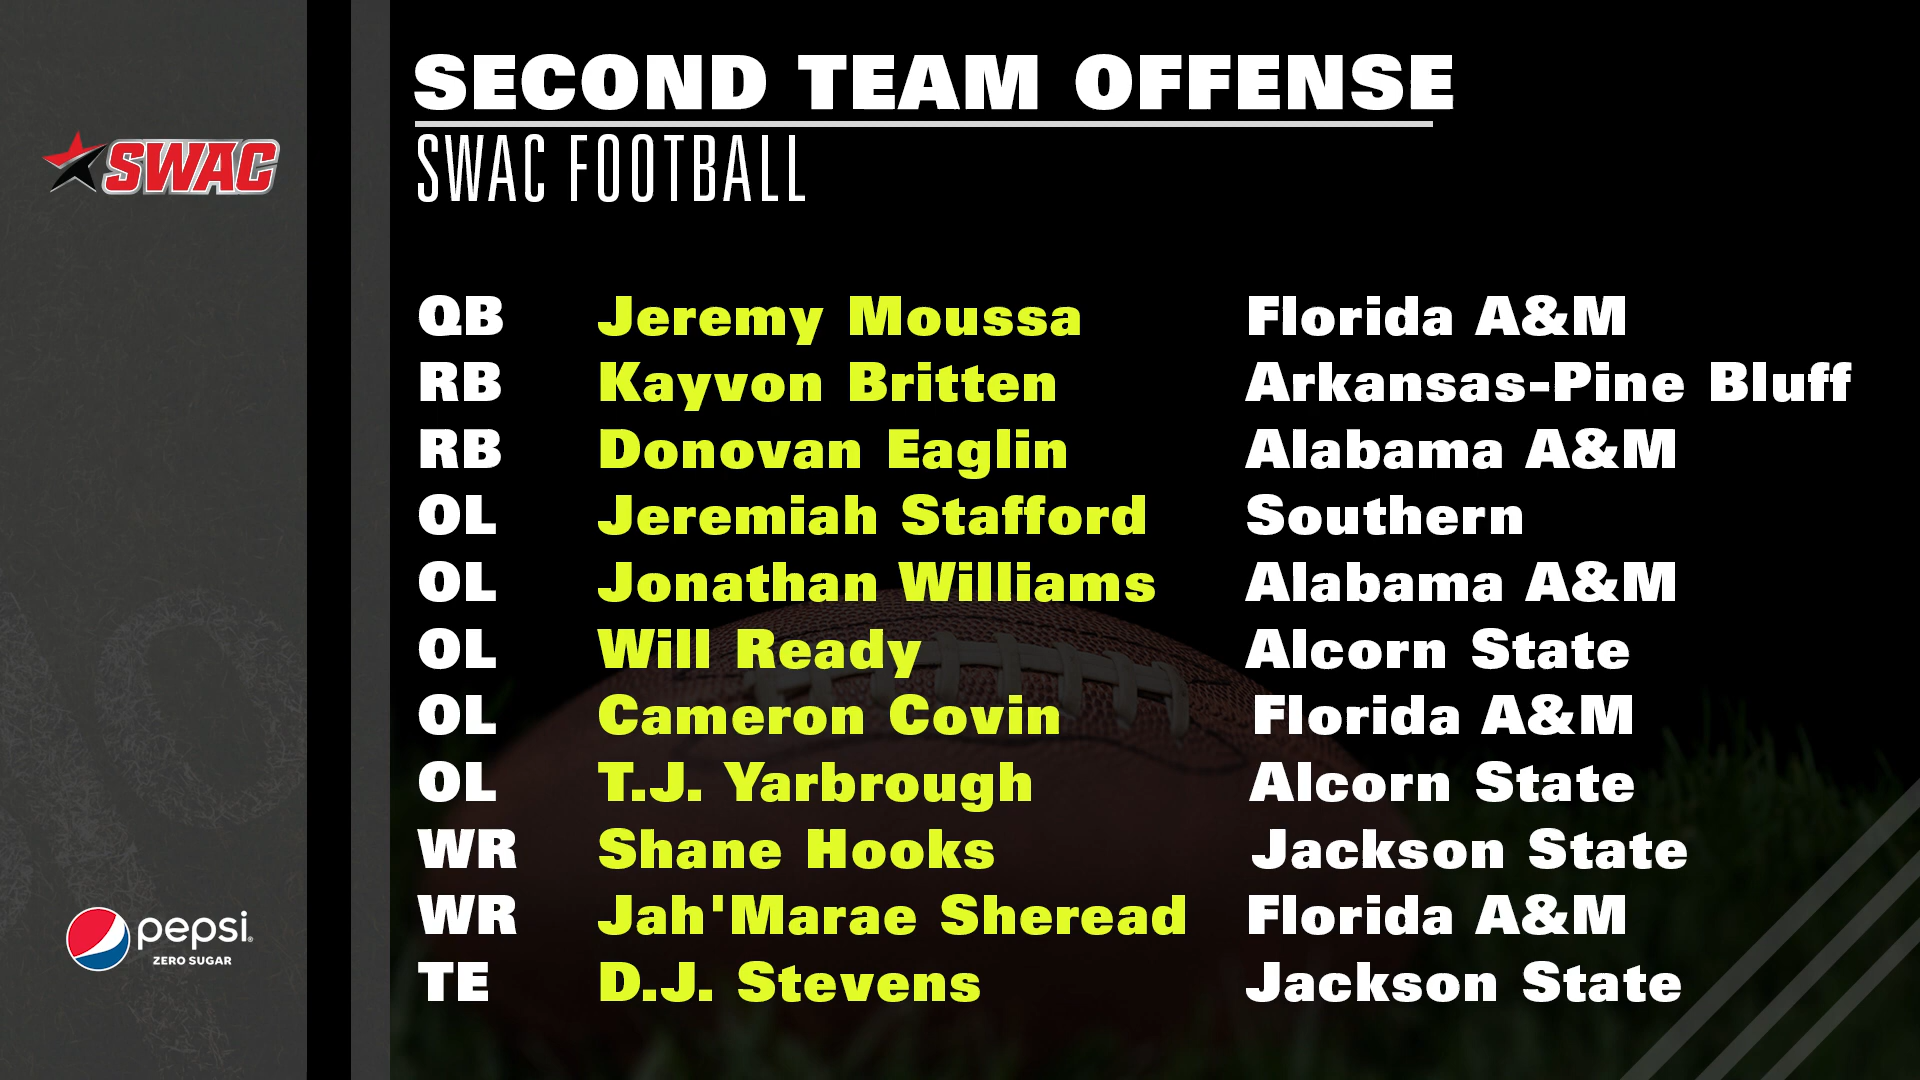 SECOND TEAM OFFENSE
SWAC
SWAC FOOTBALL
QB Jeremy Moussa Florida A&M
RB Kayvon Britten Arkansas-Pine Bluff
RB Donovan Eaglin Alabama A&M
OL Jeremiah Stafford Southern
OL Jonathan Williams Alabama A&M
OL Will Ready Alcorn State
OL Cameron Covin Florida A&M
OL T.J. Yarbrough Alcorn State
WR Shane Hooks Jackson State
WR Jah'Marae Sheread Florida A&M
TE D.J. Stevens Jackson State
pepsi®
ZERO SUGAR